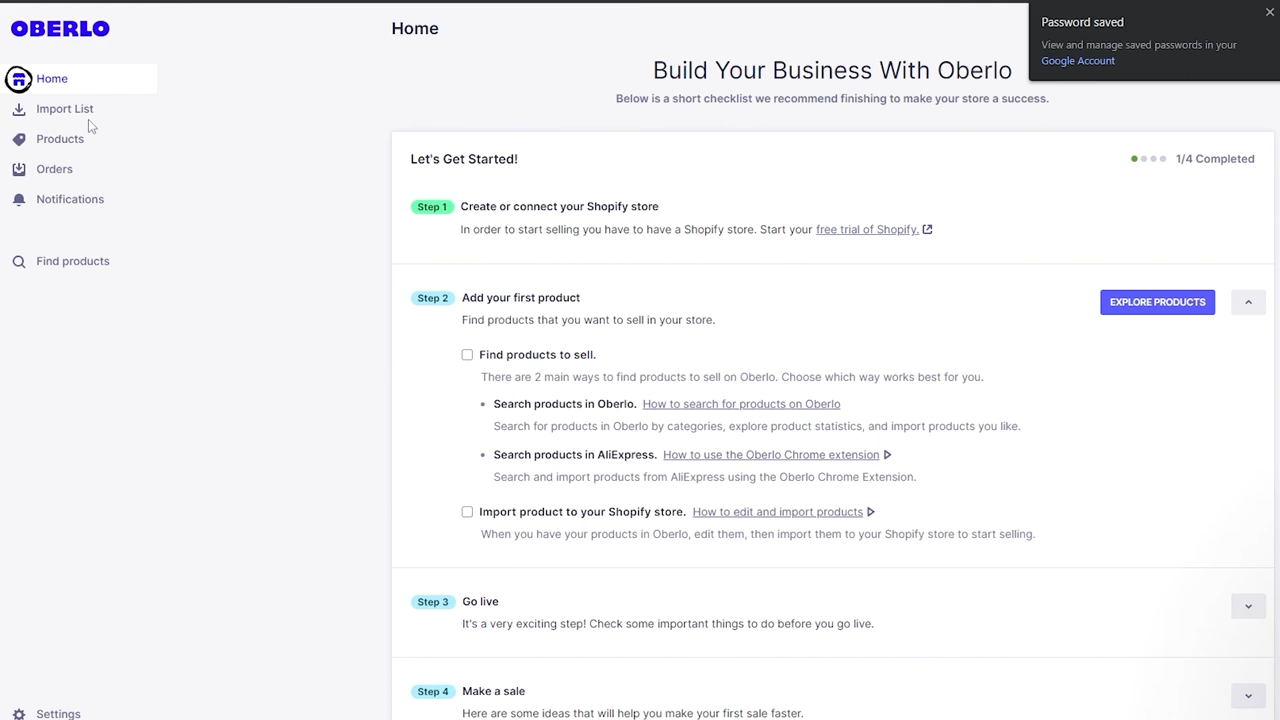 OBERLO
Home
Import List
Products
Orders
Notifications
Find products
Settings
Home
Password saved
View and manage saved passwords in your
Google Account
Build Your Business With Oberlo
Below is a short checklist we recommend finishing to make your store a success.
Let's Get Started!
1/4 Completed
Step 1 Create or connect your Shopify store
In order to start selling you have to have a Shopify store. Start your free trial of Shopify.
Step 2 Add your first product
EXPLORE PRODUCTS
Find products that you want to sell in your store.
Find products to sell.
There are 2 main ways to find products to sell on Oberlo. Choose which way works best for you.
Search products in Oberlo. How to search for products on Oberlo
Search for products in Oberlo by categories, explore product statistics, and import products you like.
Search products in AliExpress. How to use the Oberlo Chrome extension
Search and import products from AliExpress using the Oberlo Chrome Extension.
Import product to your Shopify store. How to edit and import products
When you have your products in Oberlo, edit them, then import them to your Shopify store to start selling.
Step 3 Go live
It's a very exciting step! Check some important things to do before you go live.
Step 4 Make a sale
Here are some ideas that will help you make your first sale faster.